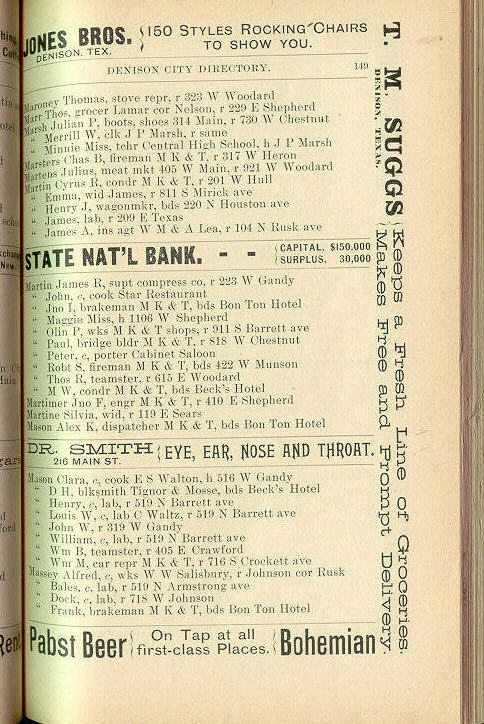 JONES BROS. { 150 STYLES ROCKING CHAIRS
DENISON, TEX. TO SHOW YOU.
DENISON CITY DIRECTORY. 149
Maroney Thomas, stove repr, r 323 W Woodard
Marr Thos, grocer Lamar cor Nelson, r 229 E Shepherd
Marsh Julian P, boots, shoes 314 Main, r 730 W Chestnut
“ Merrill W, clk J P Marsh, r same
“ Minnie Miss, tchr Central High School, h J P Marsh
Marsters Chas B, fireman M K & T, r 317 W Heron
Martens Julius, meat mkt 405 W Main, r 921 W Woodard
Martin Cyrus R, condr M K & T, r 201 W Hull
“ Emma, wid James, r 811 S Mirick ave
“ Henry J, wagonmkr, bds 220 N Houston ave
“ James, lab, r 209 E Texas
“ James A, ins agt W M & A Lea, r 104 N Rusk ave
STATE NAT'L BANK. - - { CAPITAL, $150,000
SURPLUS, 30,000
Martin James R, supt compress co, r 223 W Gandy
“ John, c, cook Star Restaurant
“ Jno I, brakeman M K & T, bds Bon Ton Hotel
“ Maggie Miss, h 1106 W Shepherd
“ Olin P, wks M K & T shops, r 911 S Barrett ave
“ Paul, bridge bldr M K & T, r 818 W Chestnut
“ Peter, c, porter Cabinet Saloon
“ Robt S, fireman M K & T, bds 422 W Munson
“ Thos R, teamster, r 615 E Woodard
“ M W, condr M K & T, bds Beck's Hotel
Martimer Jno F, engr M K & T, r 410 E Shepherd
Martine Silvia, wid, r 119 E Sears
Mason Alex K, dispatcher M K & T, bds Bon Ton Hotel
DR. SMITH { EYE, EAR, NOSE AND THROAT.
216 MAIN ST.
Mason Clara, c, cook E S Walton, h 516 W Gandy
“ D H, blksmith Tignor & Mosse, bds Beck's Hotel
“ Henry, c, lab, r 519 N Barrett ave
“ Louis W, c, lab C Waltz, r 519 N Barrett ave
“ John W, r 319 W Gandy
“ William, c, lab, r 519 N Barrett ave
“ Wm B, teamster, r 405 E Crawford
“ Wm M, car repr M K & T, r 716 S Crockett ave
Massey Alfred, c, wks W W Salisbury, r Johnson cor Rusk
“ Bales, c, lab, r 519 N Armstrong ave
“ Dock, c, lab, r 718 W Johnson
“ Frank, brakeman M K & T, bds Bon Ton Hotel
Pabst Beer { On Tap at all first-class Places. { Bohemian
T. M. SUGGS
DENISON, TEXAS.
{ Keeps a Fresh Line of Groceries.
Makes Free and Prompt Delivery.